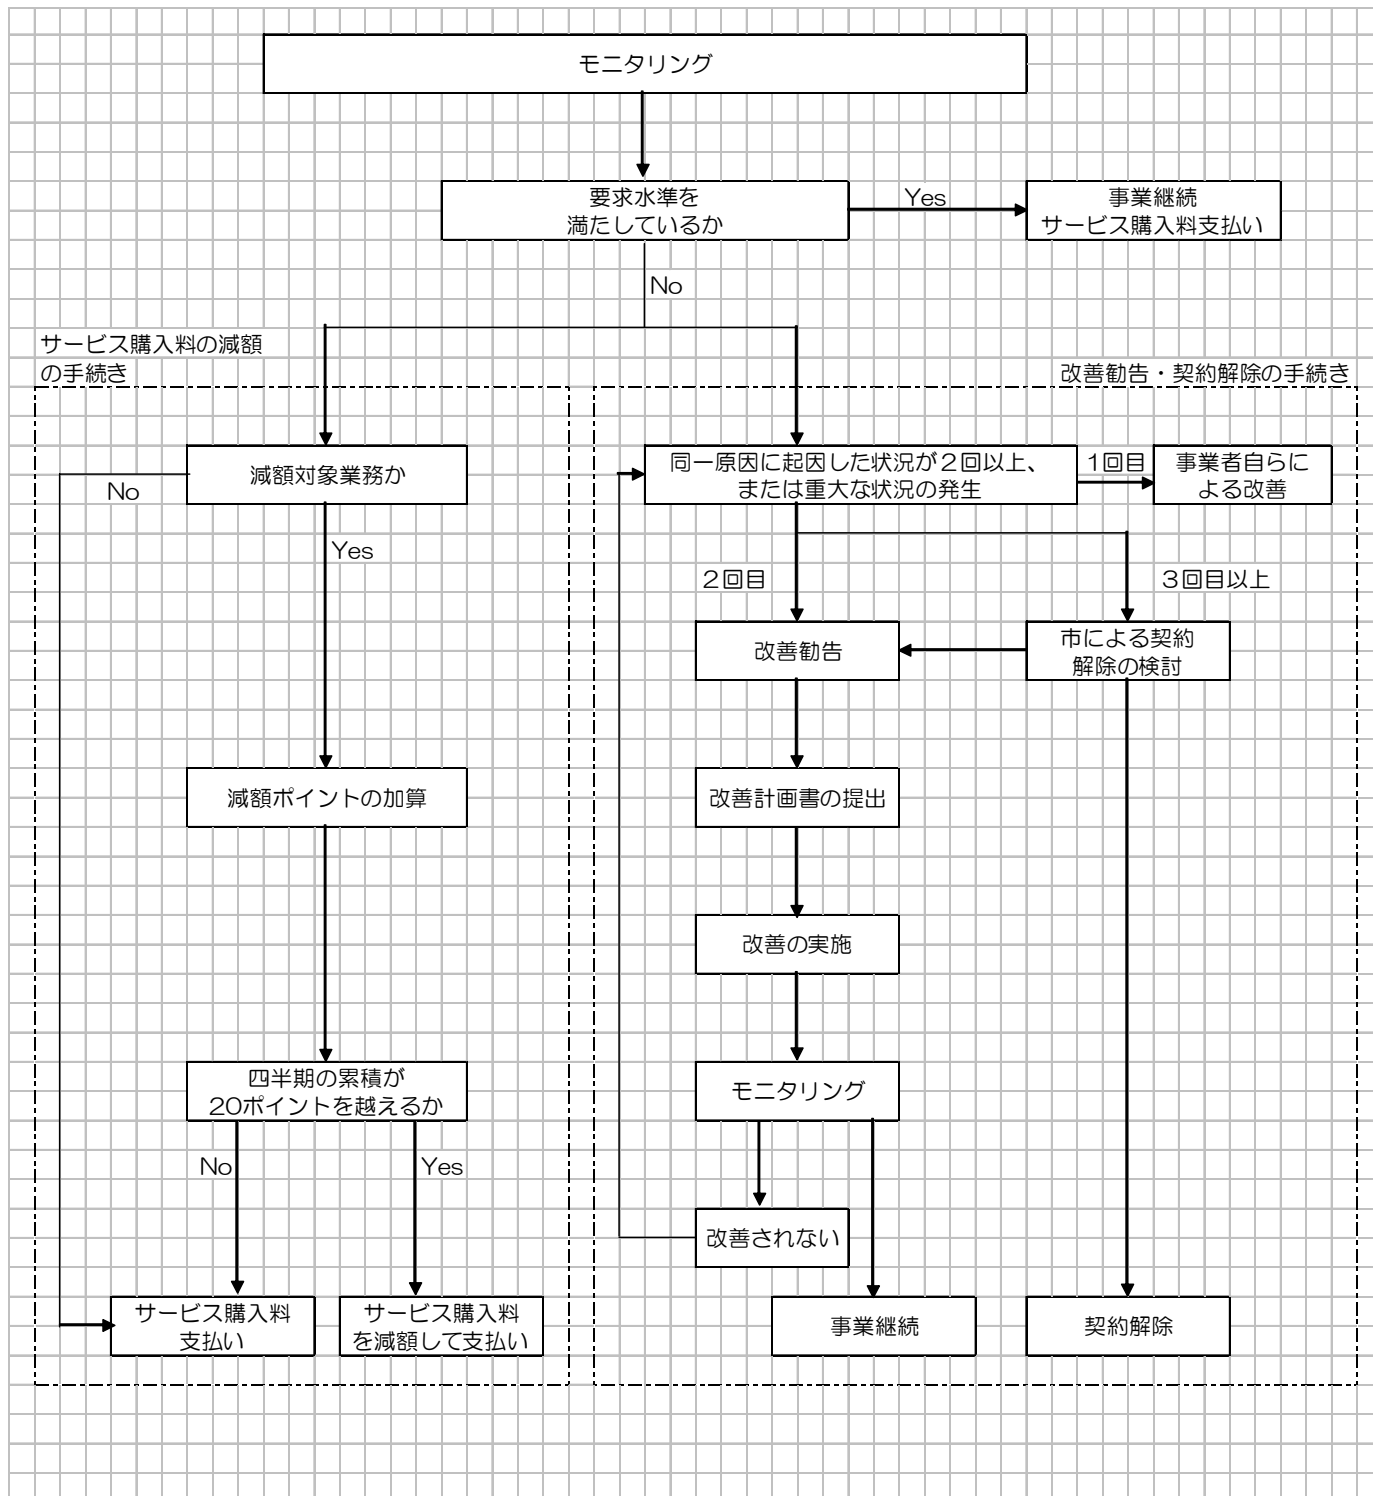 モニタリング
要求水準を
満たしているか
Yes
事業継続
サービス購入料支払い
No
サービス購入料の減額
の手続き
改善勧告・契約解除の手続き
減額対象業務か
No
Yes
同一原因に起因した状況が２回以上、
または重大な状況の発生
1回目
事業者自らに
よる改善
２回目
３回目以上
改善勧告
市による契約
解除の検討
減額ポイントの加算
改善計画書の提出
改善の実施
四半期の累積が
20ポイントを越えるか
モニタリング
No
Yes
改善されない
サービス購入料
支払い
サービス購入料
を減額して支払い
事業継続
契約解除